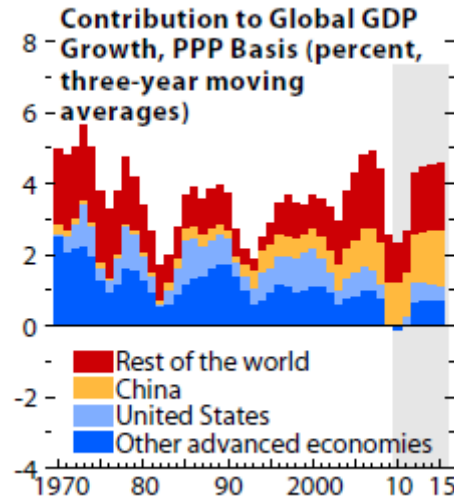 Contribution to Global GDP
Growth, PPP Basis (percent,
three-year moving
averages)
8
6
4
2
0
-2
-4
Rest of the world
China
United States
Other advanced economies
1970 80 90 2000 10 15